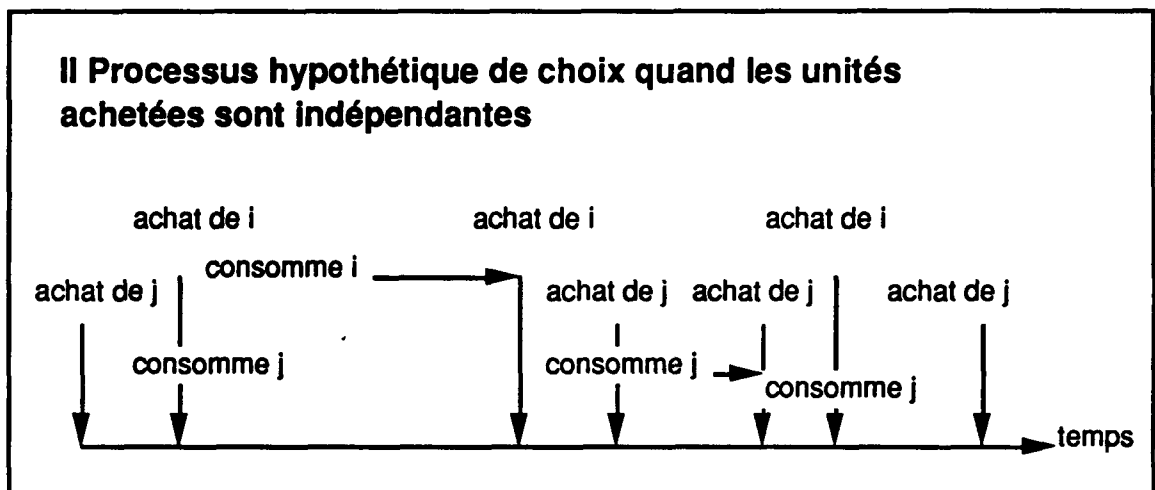 II Processus hypothétique de choix quand les unités
achetées sont indépendantes
achat de i achat de i achat de i
consomme i
achat de j achat de j achat de j achat de j
consomme j consomme j
consomme j
temps